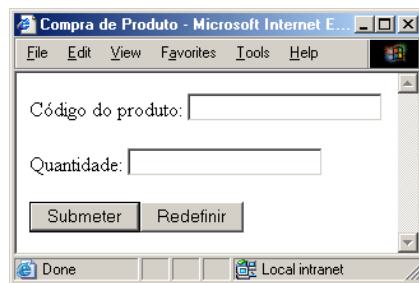 Compra de Produto - Microsoft Internet E...
File Edit View Favorites Tools Help
Código do produto:
Quantidade:
Submeter Redefinir
Done Local intranet